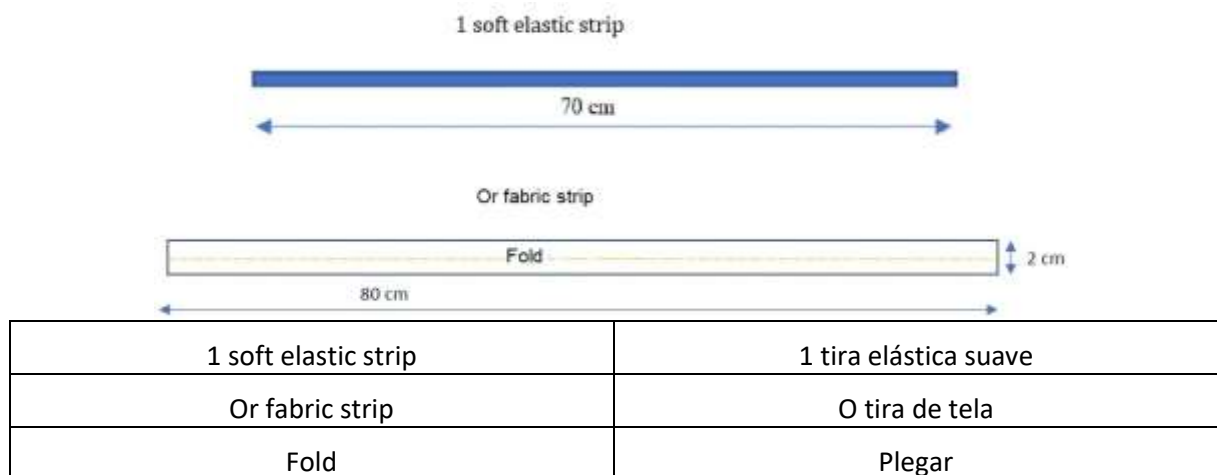 1 soft elastic strip
70 cm
Or fabric strip
Fold
2 cm
80 cm
1 soft elastic strip 1 tira elástica suave
Or fabric strip O tira de tela
Fold Plegar